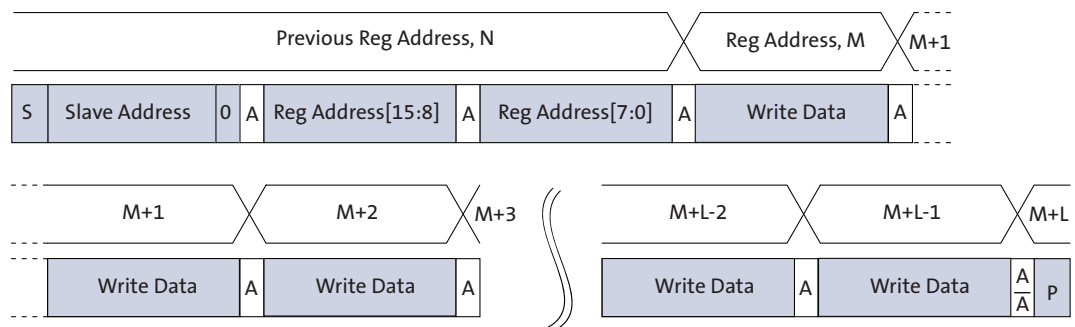 Previous Reg Address, N Reg Address, M M+1
S Slave Address 0 A Reg Address[15:8] A Reg Address[7:0] A Write Data A
M+1 M+2 M+3 M+L-2 M+L-1 M+L
Write Data A Write Data A Write Data A Write Data A P
A